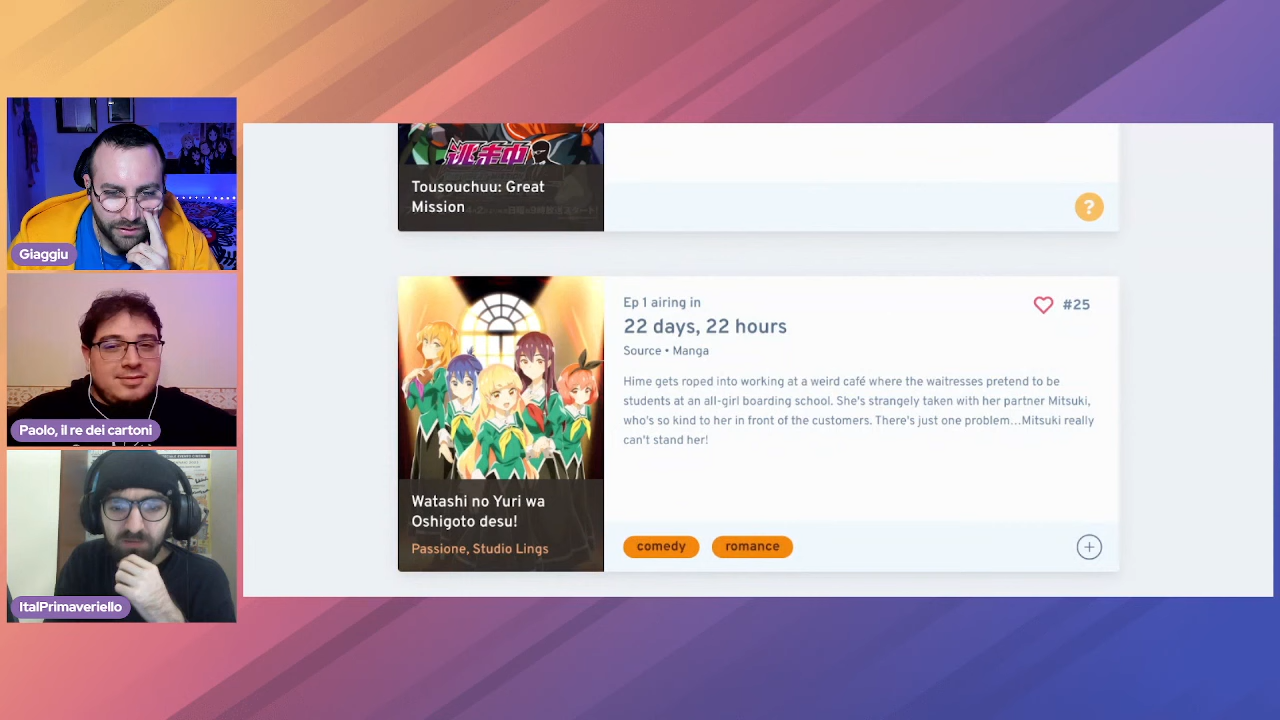 Giaggiu
Paolo, il re dei cartoni
ItalPrimaveriello
逃走中
Tousouchuu: Great
Mission
?
Ep 1 airing in
22 days, 22 hours
#25
Source • Manga
Hime gets roped into working at a weird café where the waitresses pretend to be
students at an all-girl boarding school. She's strangely taken with her partner Mitsuki,
who's so kind to her in front of the customers. There's just one problem...Mitsuki really
can't stand her!
Watashi no Yuri wa
Oshigoto desu!
Passione, Studio Lings
comedy
romance